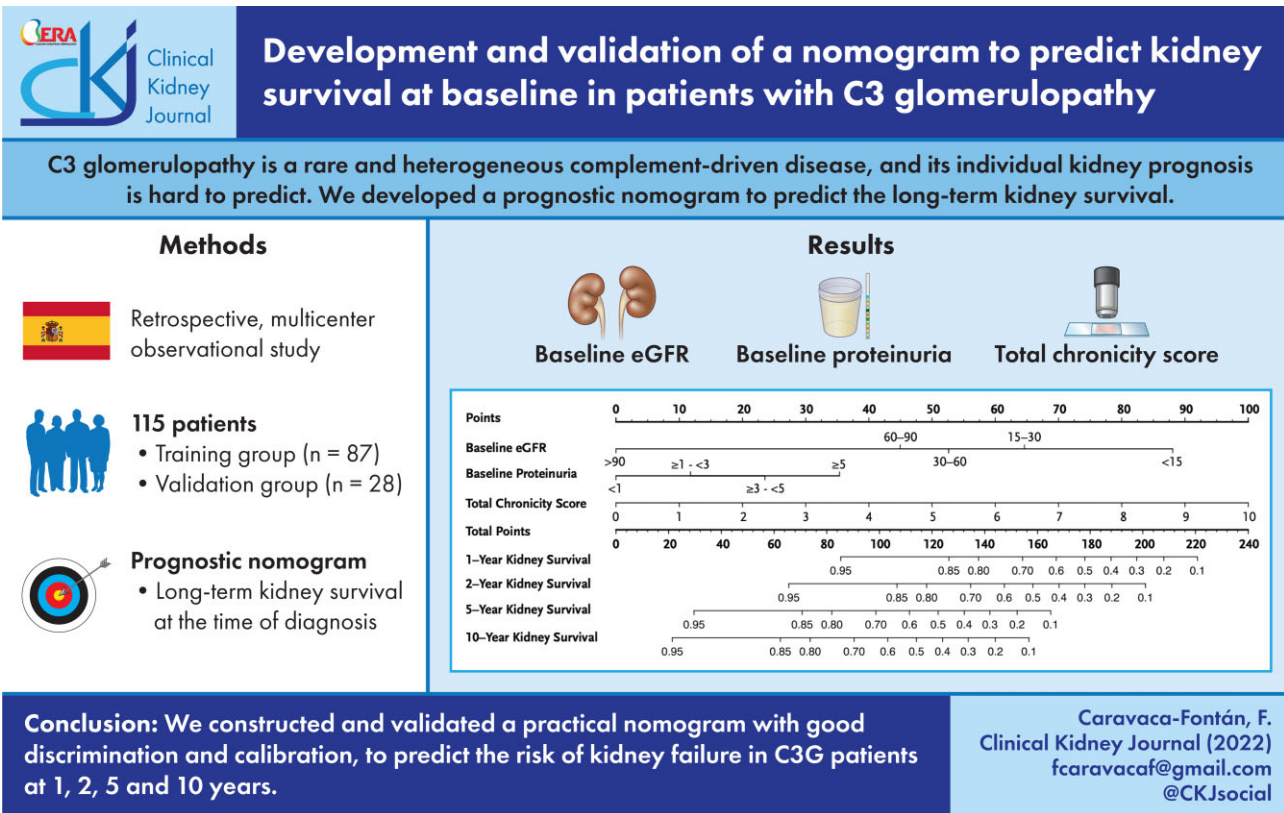 ERA
CKJ
Clinical
Kidney
Journal
Development and validation of a nomogram to predict kidney
survival at baseline in patients with C3 glomerulopathy
C3 glomerulopathy is a rare and heterogeneous complement-driven disease, and its individual kidney prognosis
is hard to predict. We developed a prognostic nomogram to predict the long-term kidney survival.
Methods
Retrospective, multicenter
observational study
115 patients
• Training group (n = 87)
• Validation group (n = 28)
Prognostic nomogram
• Long-term kidney survival
at the time of diagnosis
Results
Baseline eGFR
Baseline proteinuria
Total chronicity score
Points 0 10 20 30 40 50 60 70 80 90 100
60–90 15–30
Baseline eGFR
>90 30–60 <15
≥1 - <3 ≥5
Baseline Proteinuria
<1 ≥3 - <5
Total Chronicity Score
0 1 2 3 4 5 6 7 8 9 10
Total Points
0 20 40 60 80 100 120 140 160 180 200 220 240
1–Year Kidney Survival
0.95 0.85 0.80 0.70 0.6 0.5 0.4 0.3 0.2 0.1
2–Year Kidney Survival
0.95 0.85 0.80 0.70 0.6 0.5 0.4 0.3 0.2 0.1
5–Year Kidney Survival
0.95 0.85 0.80 0.70 0.6 0.5 0.4 0.3 0.2 0.1
10–Year Kidney Survival
0.95 0.85 0.80 0.70 0.6 0.5 0.4 0.3 0.2 0.1
Conclusion: We constructed and validated a practical nomogram with good
discrimination and calibration, to predict the risk of kidney failure in C3G patients
at 1, 2, 5 and 10 years.
Caravaca-Fontán, F.
Clinical Kidney Journal (2022)
fcaravacaf@gmail.com
@CKJsocial